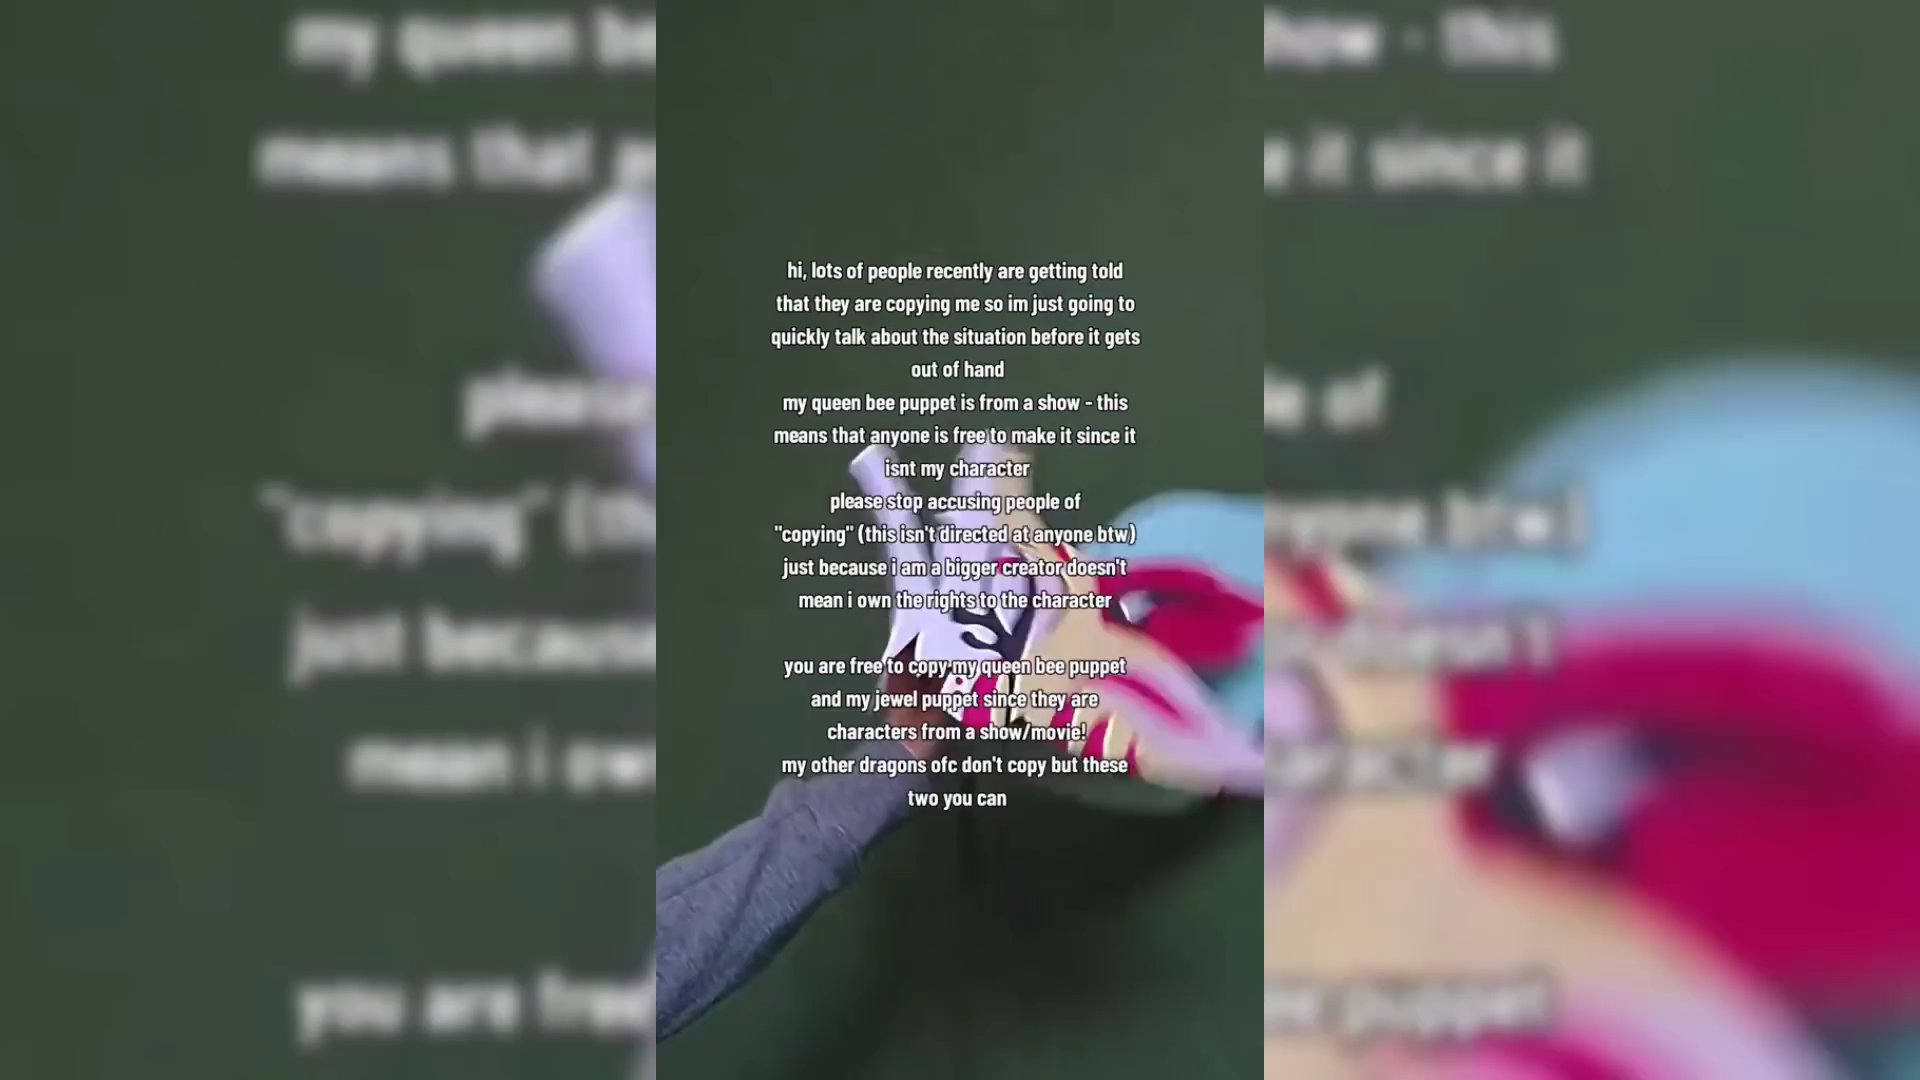 hi, lots of people recently are getting told
that they are copying me so im just going to
quickly talk about the situation before it gets
out of hand
my queen bee puppet is from a show - this
means that anyone is free to make it since it
isnt my character
please stop accusing people of
"copying" (this isn't directed at anyone btw)
just because i am a bigger creator doesn't
mean i own the rights to the character
you are free to copy my queen bee puppet
and my jewel puppet since they are
characters from a show/movie!
my other dragons ofc don't copy but these
two you can